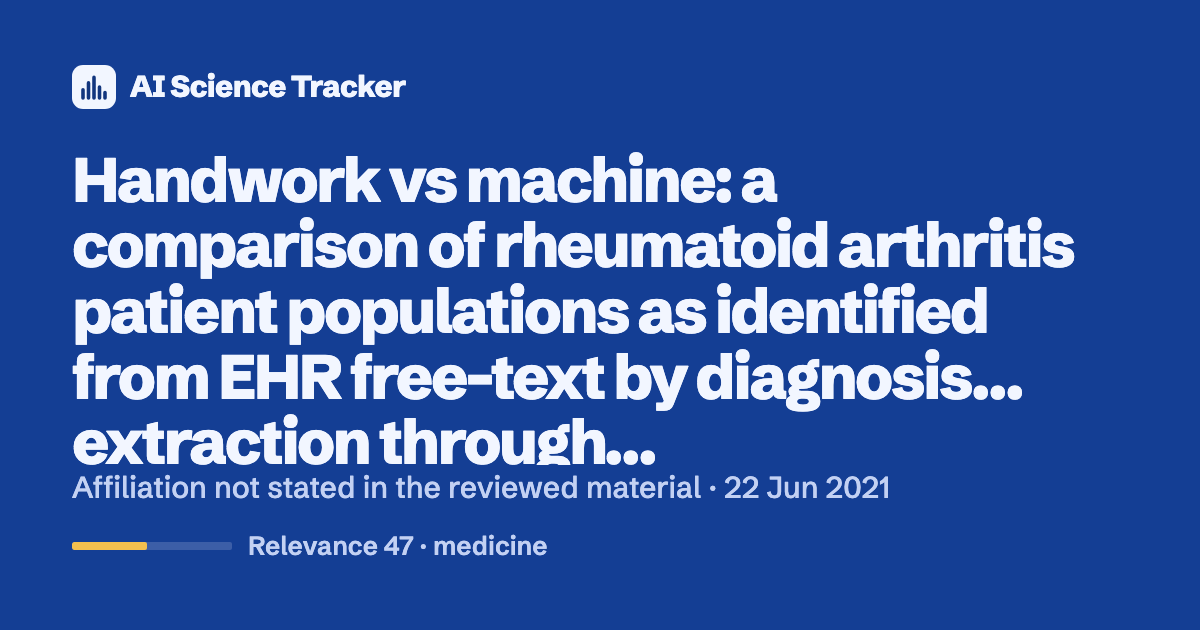 AI Science Tracker
Handwork vs machine: a
comparison of rheumatoid arthritis
patient populations as identified
from EHR free-text by diagnosis...
extraction through...
Affiliation not stated in the reviewed material · 22 Jun 2021
Relevance 47 · medicine